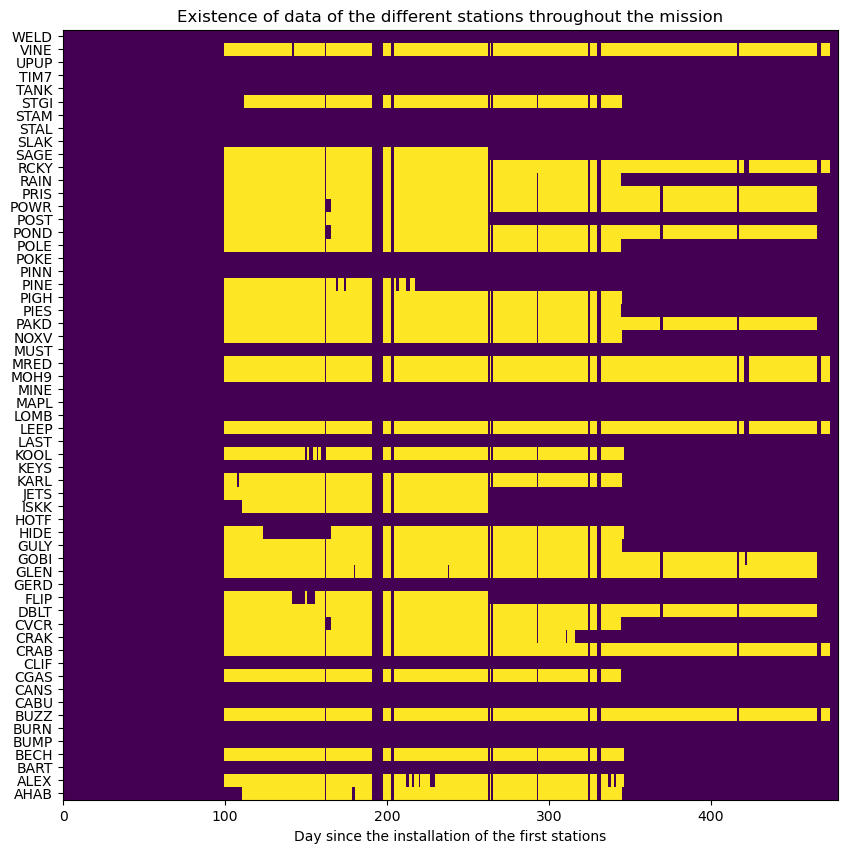 Existence of data of the different stations throughout the mission
WELD
VINE
UPUP
TIM7
TANK
STGI
STAM
STAL
SLAK
SAGE
RCKY
RAIN
PRIS
POWR
POST
POND
POLE
POKE
PINN
PINE
PIGH
PIES
PAKD
NOXV
MUST
MRED
MOH9
MINE
MAPL
LOMB
LEEP
LAST
KOOL
KEYS
KARL
JETS
ISKK
HOTF
HIDE
GULY
GOBI
GLEN
GERD
FLIP
DBLT
CVCR
CRAK
CRAB
CLIF
CGAS
CANS
CABU
BUZZ
BURN
BUMP
BECH
BART
ALEX
AHAB
0 100 200 300 400
Day since the installation of the first stations